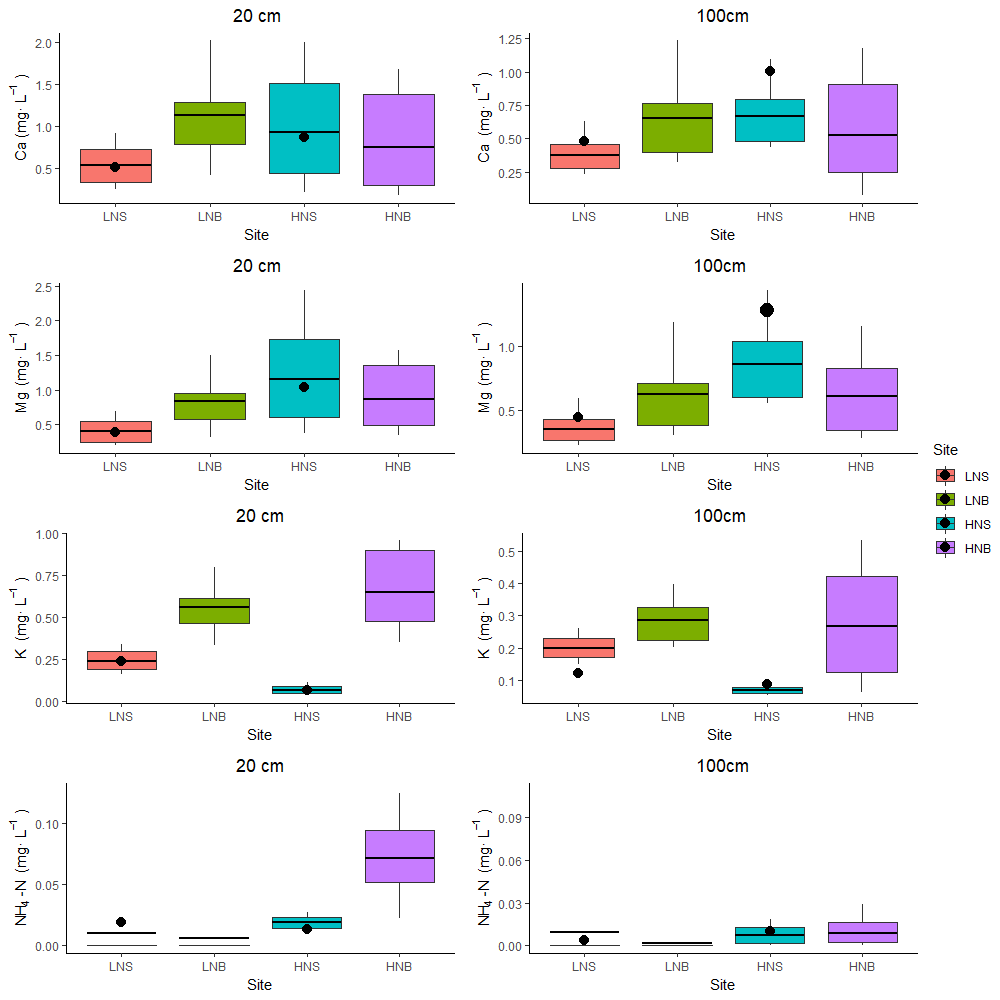 20 cm
Ca (mg· L⁻¹ )
2.0
1.5
1.0
0.5
LNS LNB HNS HNB
Site
100cm
Ca (mg· L⁻¹ )
1.25
1.00
0.75
0.50
0.25
LNS LNB HNS HNB
Site
20 cm
Mg (mg· L⁻¹ )
2.5
2.0
1.5
1.0
0.5
LNS LNB HNS HNB
Site
100cm
Mg (mg· L⁻¹ )
1.0
0.5
LNS LNB HNS HNB
Site
Site
LNS
LNB
HNS
HNB
20 cm
K (mg· L⁻¹ )
1.00
0.75
0.50
0.25
0.00
LNS LNB HNS HNB
Site
100cm
K (mg· L⁻¹ )
0.5
0.4
0.3
0.2
0.1
LNS LNB HNS HNB
Site
20 cm
NH₄-N (mg· L⁻¹ )
0.10
0.05
0.00
LNS LNB HNS HNB
Site
100cm
NH₄-N (mg· L⁻¹ )
0.09
0.06
0.03
0.00
LNS LNB HNS HNB
Site